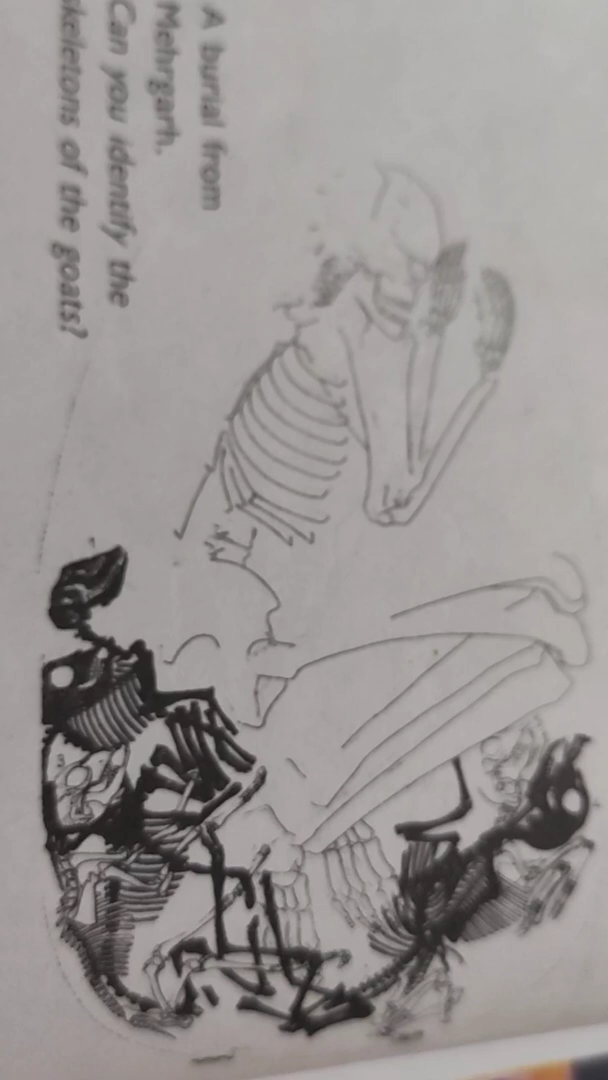 A burial from
Mehrgarh.
Can you identify the
skeletons of the goats?